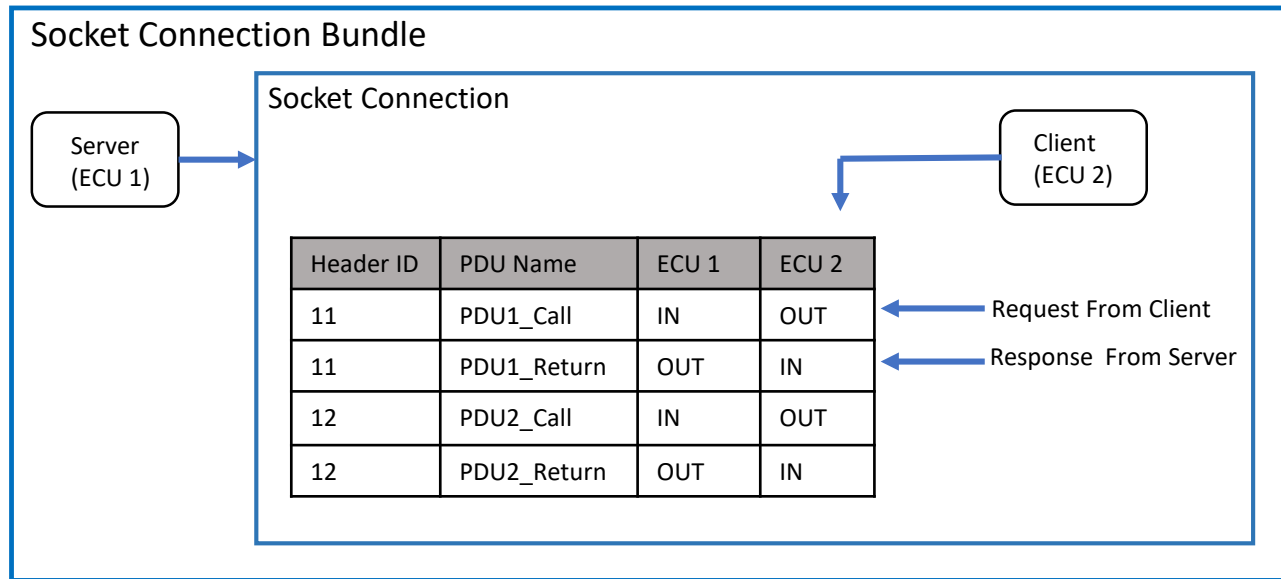 Socket Connection Bundle
Socket Connection
Server
(ECU 1)
Client
(ECU 2)
Header ID PDU Name ECU 1 ECU 2
11 PDU1_Call IN OUT
Request From Client
11 PDU1_Return OUT IN
Response From Server
12 PDU2_Call IN OUT
12 PDU2_Return OUT IN